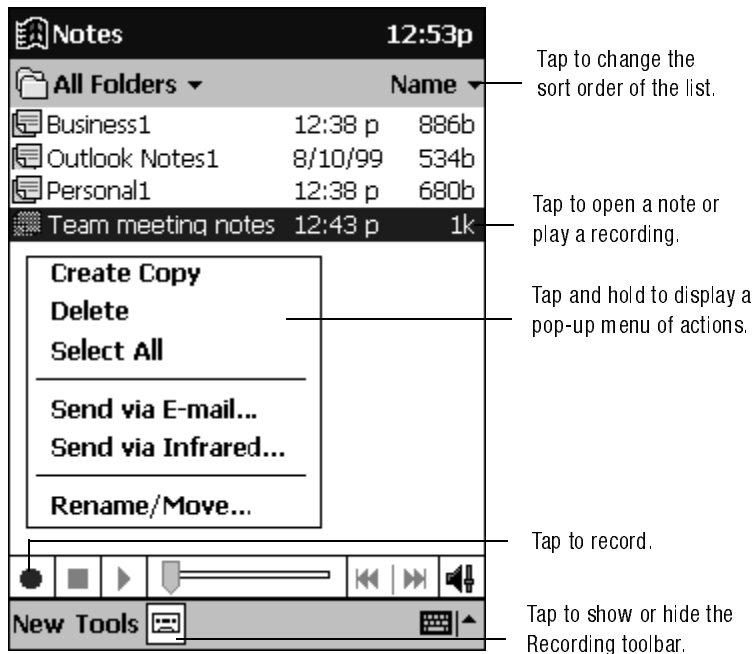 Notes 12:53p
All Folders Name
Business1 12:38 p 886b
Outlook Notes1 8/10/99 534b
Personal1 12:38 p 680b
Team meeting notes 12:43 p 1k
Create Copy
Delete
Select All
Send via E-mail...
Send via Infrared...
Rename/Move...
New Tools
Tap to change the
sort order of the list.
Tap to open a note or
play a recording.
Tap and hold to display a
pop-up menu of actions.
Tap to record.
Tap to show or hide the
Recording toolbar.